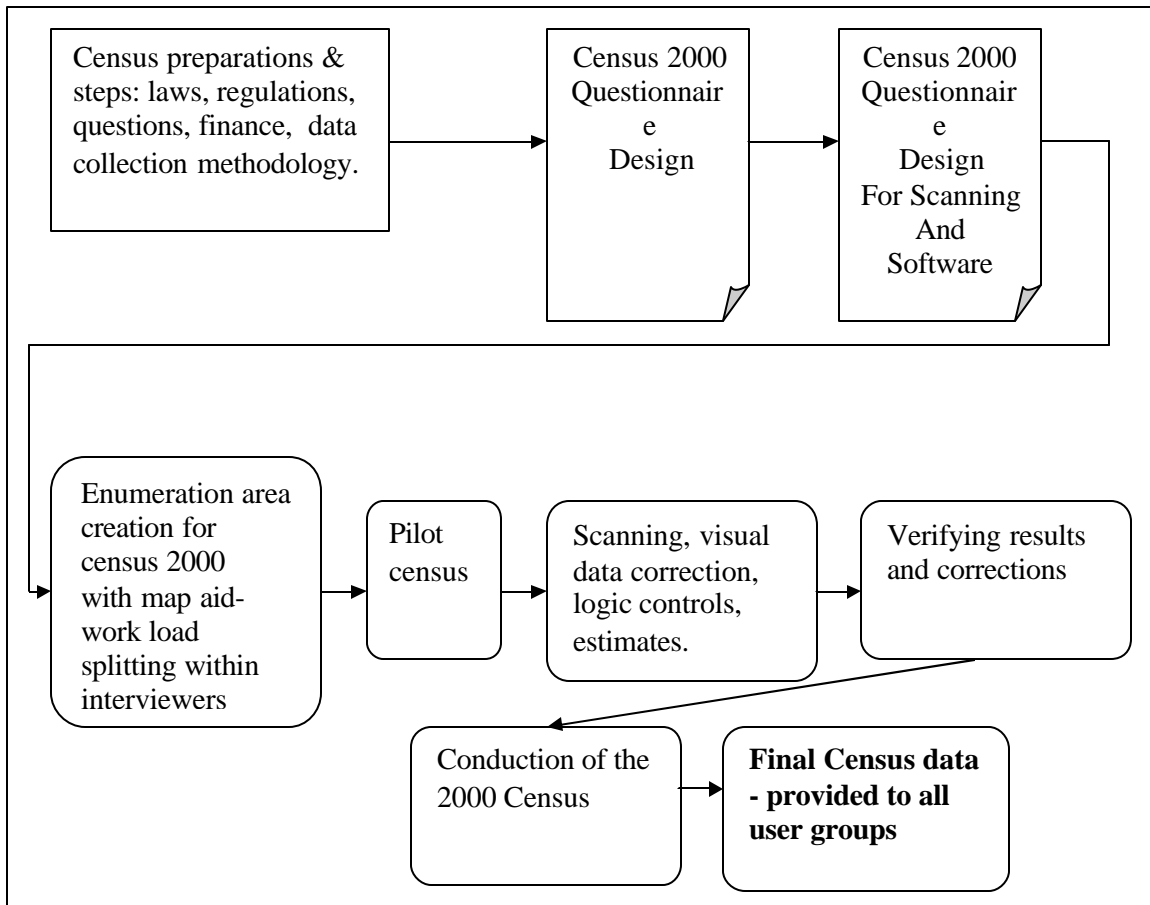 Census preparations &
steps: laws, regulations,
questions, finance, data
collection methodology.
Census 2000
Questionnair
e
Design
Census 2000
Questionnair
e
Design
For Scanning
And
Software
Enumeration area
creation for
census 2000
with map aid-
work load
splitting within
interviewers
Pilot
census
Scanning, visual
data correction,
logic controls,
estimates.
Verifying results
and corrections
Conduction of the
2000 Census
Final Census data
- provided to all
user groups